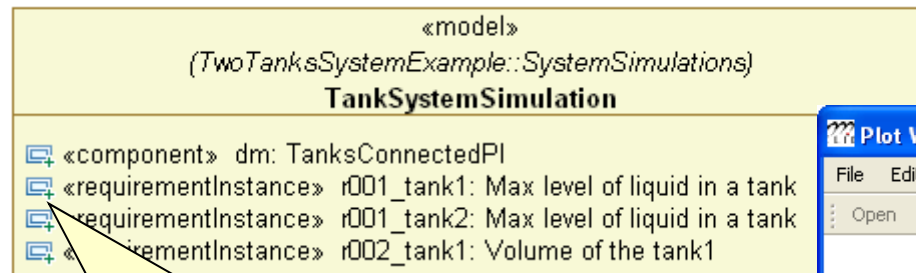 «model»
(TwoTanksSystemExample::SystemSimulations)
TankSystemSimulation
«component» dm: TanksConnectedPI
«requirementInstance» r001_tank1: Max level of liquid in a tank
requirementInstance» r001_tank2: Max level of liquid in a tank
rementInstance» r002_tank1: Volume of the tank1
Plot
File Edi
Open